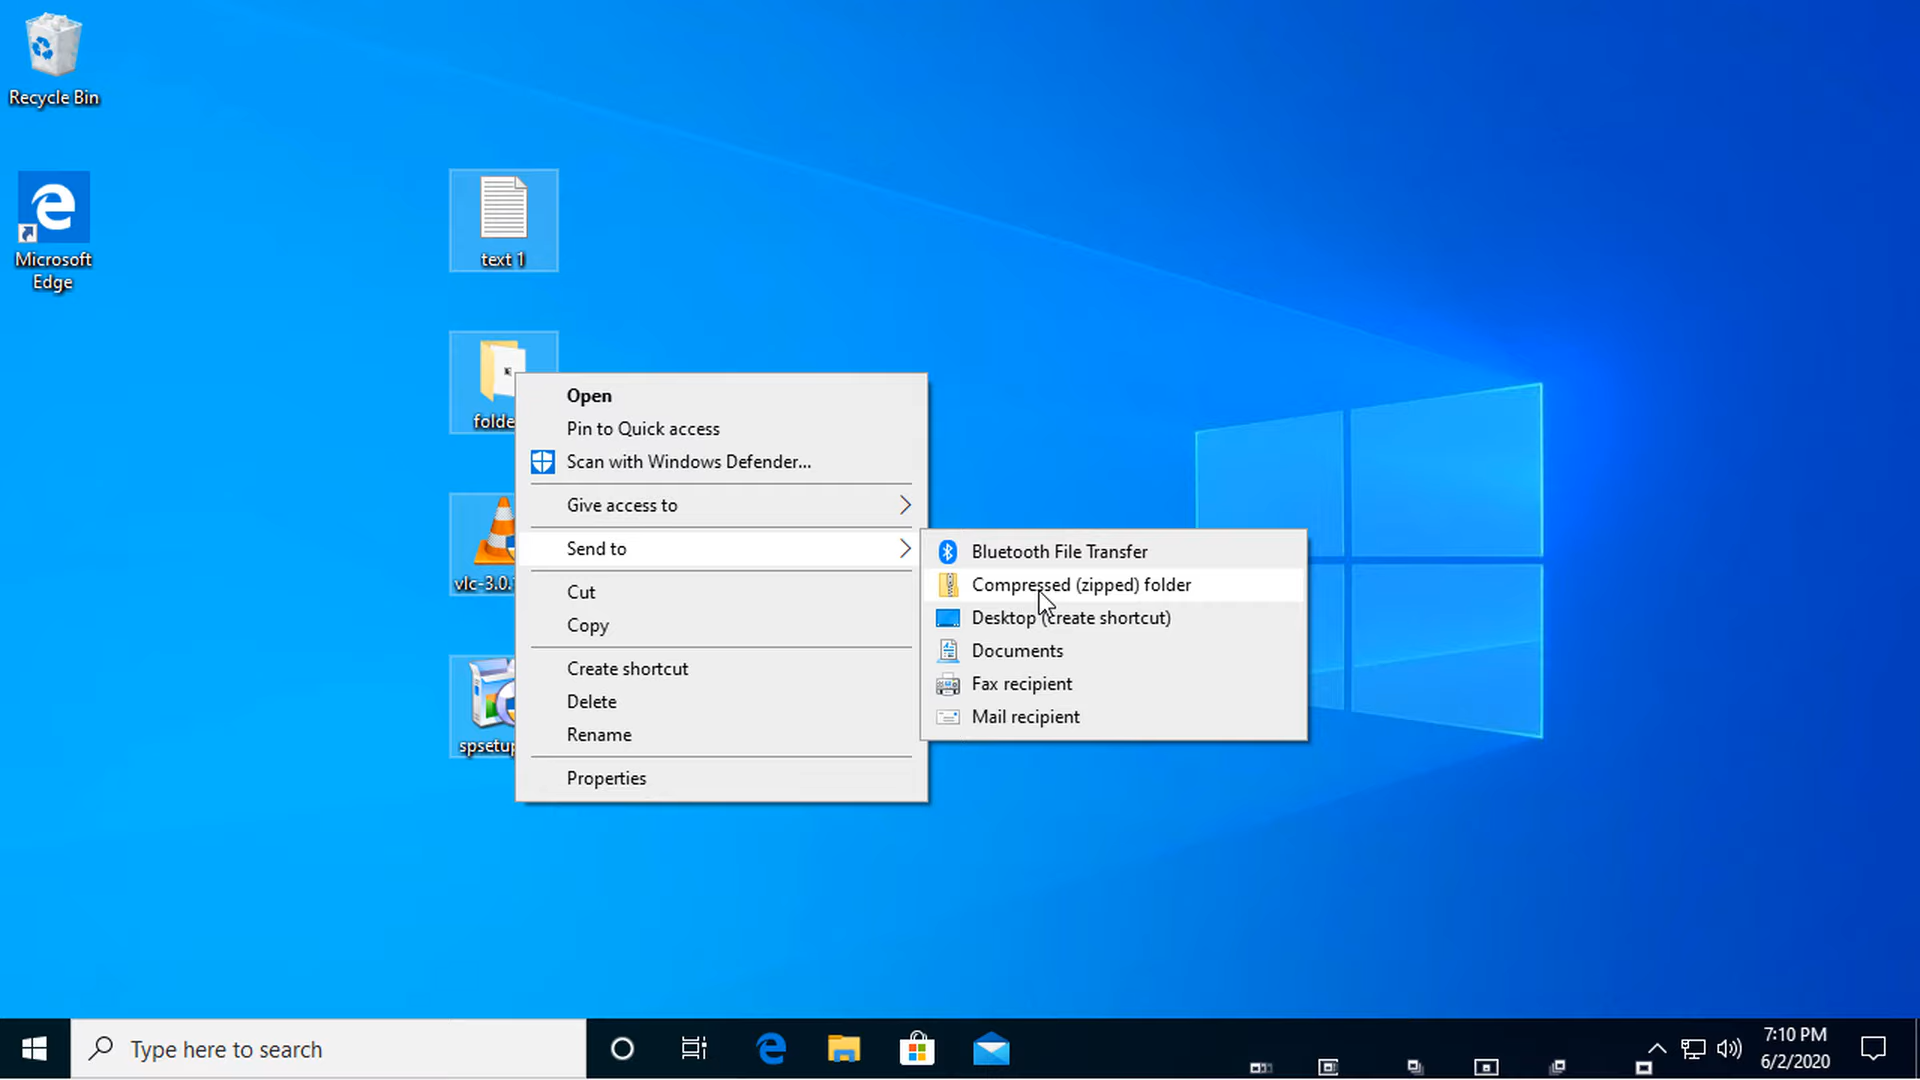 Recycle Bin
Microsoft
Edge
text 1
folde
vlc-3.0.
spsetup
Open
Pin to Quick access
Scan with Windows Defender...
Give access to
Send to
Cut
Copy
Create shortcut
Delete
Rename
Properties
Bluetooth File Transfer
Compressed (zipped) folder
Desktop (create shortcut)
Documents
Fax recipient
Mail recipient
Type here to search
7:10 PM
6/2/2020